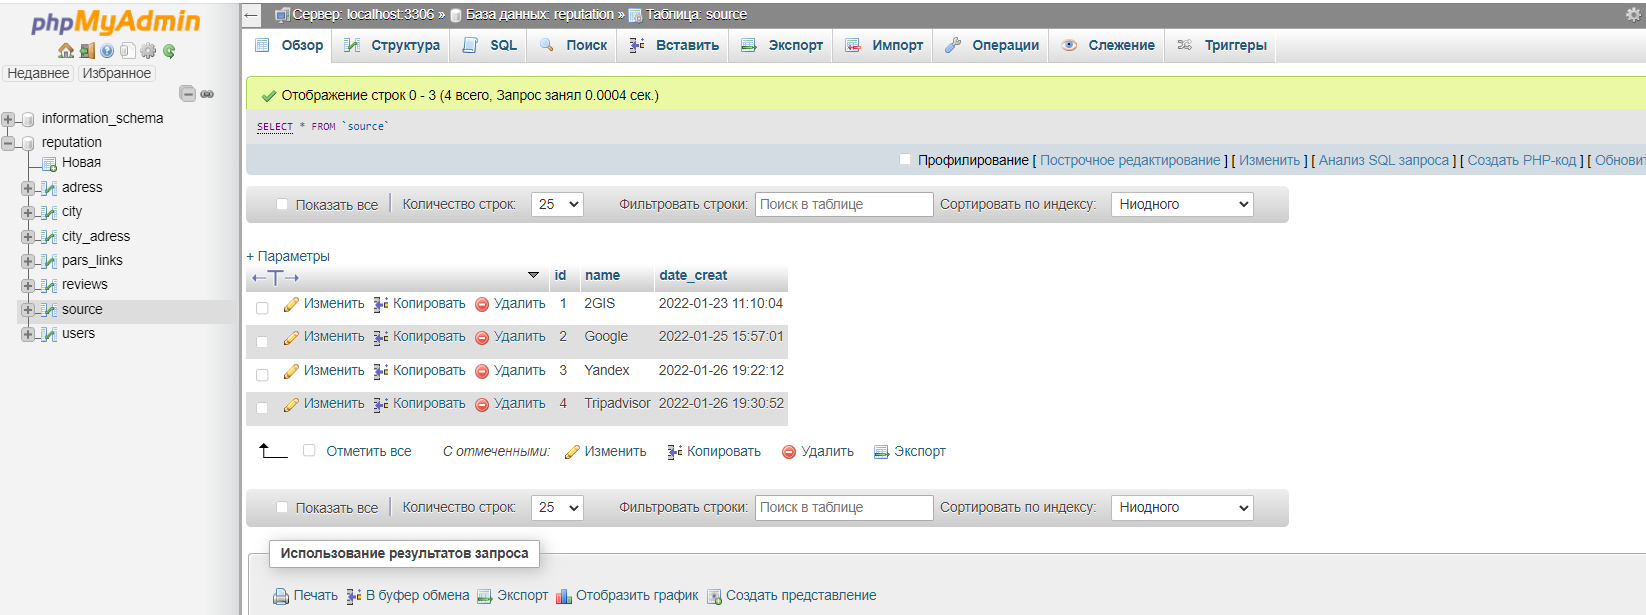 phpMyAdmin
Недавнее Избранное
information_schema
reputation
Новая
adress
city
city_adress
pars_links
reviews
source
users
Сервер: localhost:3306 » База данных: reputation » Таблица: source
Обзор Структура SQL Поиск Вставить Экспорт Импорт Операции Слежение Триггеры
Отображение строк 0 - 3 (4 всего, Запрос занял 0.0004 сек.)
SELECT * FROM `source`
Профилирование [ Построчное редактирование ] [ Изменить ] [ Анализ SQL запроса ] [ Создать PHP-код ] [ Обновит
Показать все Количество строк: 25 Фильтровать строки: Поиск в таблице Сортировать по индексу: Ниодного
+ Параметры
←T→ id name date_creat
Изменить Копировать Удалить 1 2GIS 2022-01-23 11:10:04
Изменить Копировать Удалить 2 Google 2022-01-25 15:57:01
Изменить Копировать Удалить 3 Yandex 2022-01-26 19:22:12
Изменить Копировать Удалить 4 Tripadvisor 2022-01-26 19:30:52
Отметить все С отмеченными: Изменить Копировать Удалить Экспорт
Показать все Количество строк: 25 Фильтровать строки: Поиск в таблице Сортировать по индексу: Ниодного
Использование результатов запроса
Печать В буфер обмена Экспорт Отобразить график Создать представление